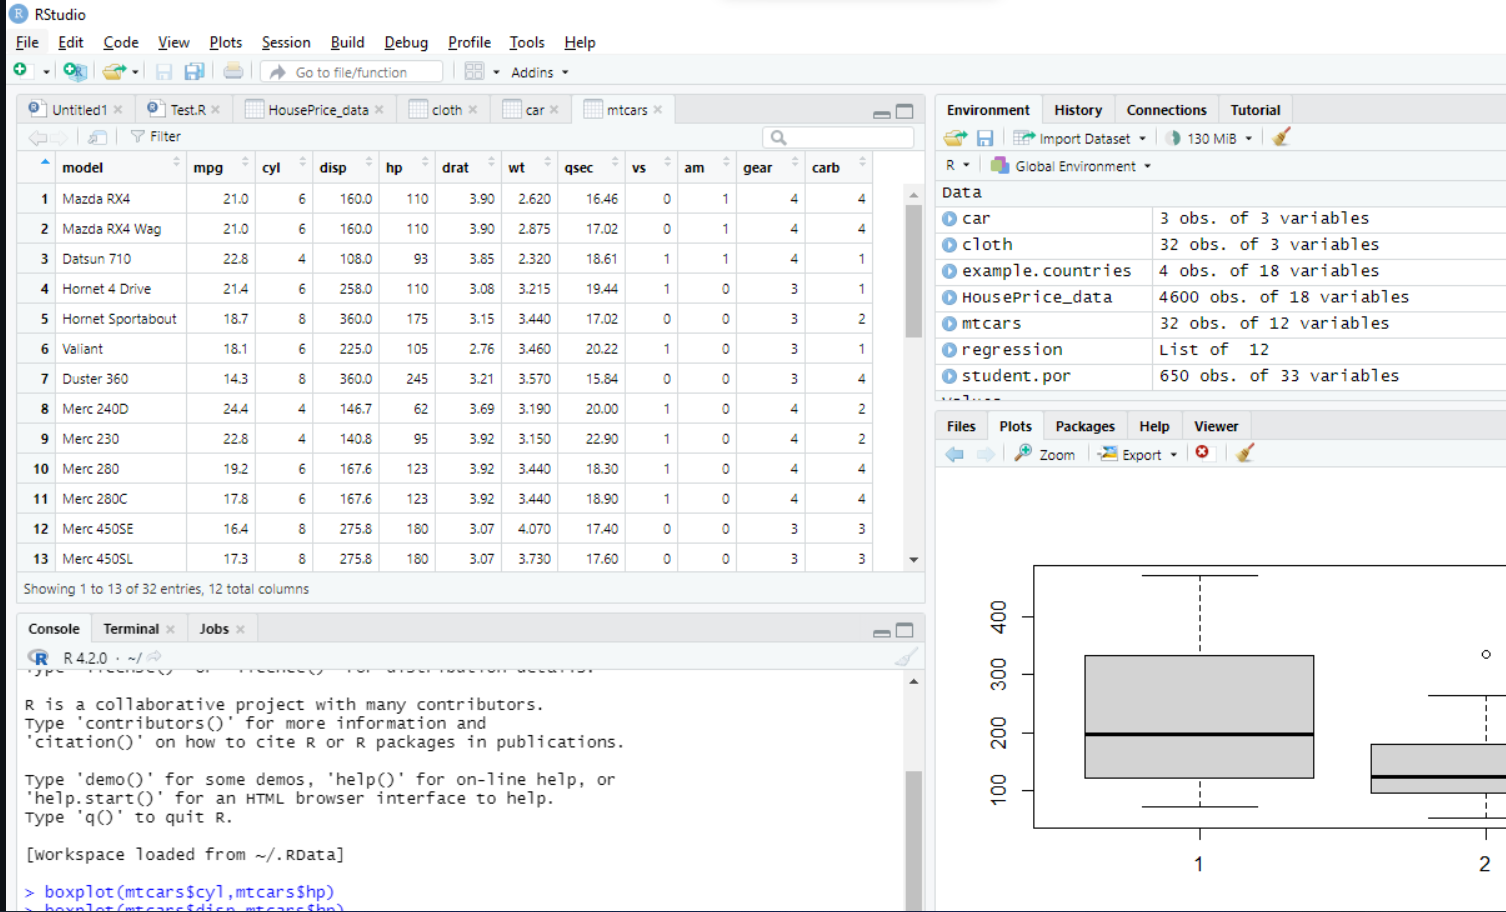 RStudio
File Edit Code View Plots Session Build Debug Profile Tools Help
Go to file/function Addins
Untitled1 Test.R HousePrice_data cloth car mtcars
Filter
model mpg cyl disp hp drat wt qsec vs am gear carb
1 Mazda RX4 21.0 6 160.0 110 3.90 2.620 16.46 0 1 4 4
2 Mazda RX4 Wag 21.0 6 160.0 110 3.90 2.875 17.02 0 1 4 4
3 Datsun 710 22.8 4 108.0 93 3.85 2.320 18.61 1 1 4 1
4 Hornet 4 Drive 21.4 6 258.0 110 3.08 3.215 19.44 1 0 3 1
5 Hornet Sportabout 18.7 8 360.0 175 3.15 3.440 17.02 0 0 3 2
6 Valiant 18.1 6 225.0 105 2.76 3.460 20.22 1 0 3 1
7 Duster 360 14.3 8 360.0 245 3.21 3.570 15.84 0 0 3 4
8 Merc 240D 24.4 4 146.7 62 3.69 3.190 20.00 1 0 4 2
9 Merc 230 22.8 4 140.8 95 3.92 3.150 22.90 1 0 4 2
10 Merc 280 19.2 6 167.6 123 3.92 3.440 18.30 1 0 4 4
11 Merc 280C 17.8 6 167.6 123 3.92 3.440 18.90 1 0 4 4
12 Merc 450SE 16.4 8 275.8 180 3.07 4.070 17.40 0 0 3 3
13 Merc 450SL 17.3 8 275.8 180 3.07 3.730 17.60 0 0 3 3
Showing 1 to 13 of 32 entries, 12 total columns
Console Terminal Jobs
R R 4.2.0 · ~/
R is a collaborative project with many contributors.
Type 'contributors()' for more information and
'citation()' on how to cite R or R packages in publications.
Type 'demo()' for some demos, 'help()' for on-line help, or
'help.start()' for an HTML browser interface to help.
Type 'q()' to quit R.
[Workspace loaded from ~/.RData]
> boxplot(mtcars$cyl,mtcars$hp)
> boxplot(mtcars$disp,mtcars$hp)
Environment History Connections Tutorial
Import Dataset 130 MiB
R Global Environment
Data
car 3 obs. of 3 variables
cloth 32 obs. of 3 variables
example.countries 4 obs. of 18 variables
HousePrice_data 4600 obs. of 18 variables
mtcars 32 obs. of 12 variables
regression List of 12
student.por 650 obs. of 33 variables
Files Plots Packages Help Viewer
Zoom Export
400
300
200
100
1 2